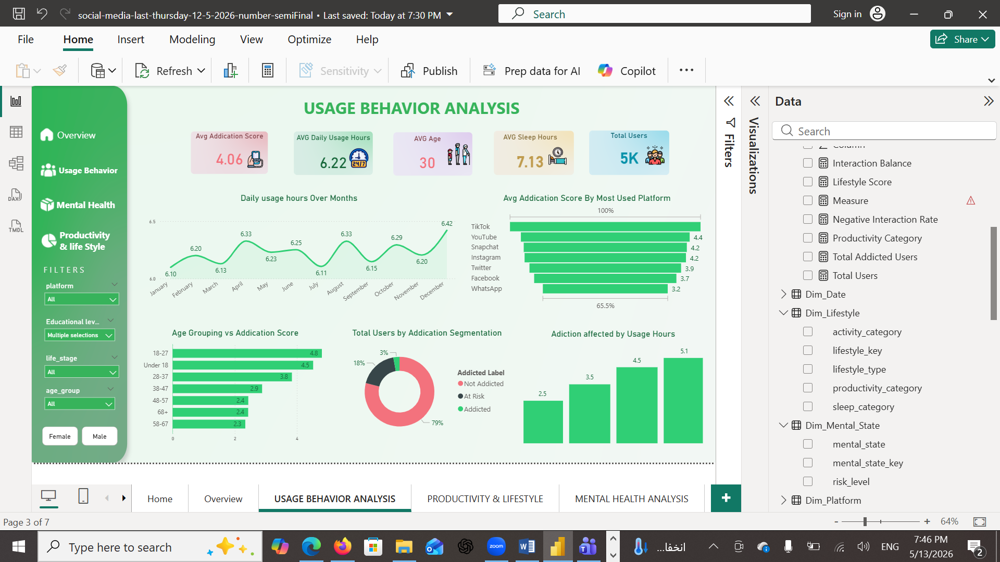 social-media-last-thursday-12-5-2026-number-semiFinal • Last saved: Today at 7:30 PM
Search
Sign in
File
Home
Insert
Modeling
View
Optimize
Help
Share
Refresh
Sensitivity
Publish
Prep data for AI
Copilot
DAX
TMDL
Overview
Usage Behavior
Mental Health
Productivity
& life Style
FILTERS
platform
All
Educational lev...
Multiple selections
life_stage
All
age_group
All
Female
Male
USAGE BEHAVIOR ANALYSIS
Avg Addication Score
4.06
AVG Daily Usage Hours
6.22
24/7
AVG Age
30
AVG Sleep Hours
7.13
Total Users
5K
Daily usage hours Over Months
6.5
6.0
6.10
6.20
6.13
6.33
6.23
6.25
6.11
6.33
6.15
6.29
6.20
6.42
January
February
March
April
May
June
July
August
September
October
November
December
Avg Addication Score By Most Used Platform
100%
TikTok
YouTube
4.4
Snapchat
4.2
Instagram
4.2
Twitter
3.9
Facebook
3.7
WhatsApp
3.2
65.5%
Age Grouping vs Addication Score
18-27
4.8
Under 18
4.5
28-37
3.8
38-47
2.9
48-57
2.4
68+
2.4
58-67
2.3
0
2
4
Total Users by Addication Segmentation
3%
18%
79%
Addicted Label
Not Addicted
At Risk
Addicted
Adiction affected by Usage Hours
2.5
3.5
4.5
5.1
Filters
Visualizations
Data
Search
Column
Interaction Balance
Lifestyle Score
Measure
Negative Interaction Rate
Productivity Category
Total Addicted Users
Total Users
Dim_Date
Dim_Lifestyle
activity_category
lifestyle_key
lifestyle_type
productivity_category
sleep_category
Dim_Mental_State
mental_state
mental_state_key
risk_level
Dim_Platform
Home
Overview
USAGE BEHAVIOR ANALYSIS
PRODUCTIVITY & LIFESTYLE
MENTAL HEALTH ANALYSIS
+
Page 3 of 7
- + 64%
Type here to search
zoom
انخفا...
ENG
7:46 PM
5/13/2026
2